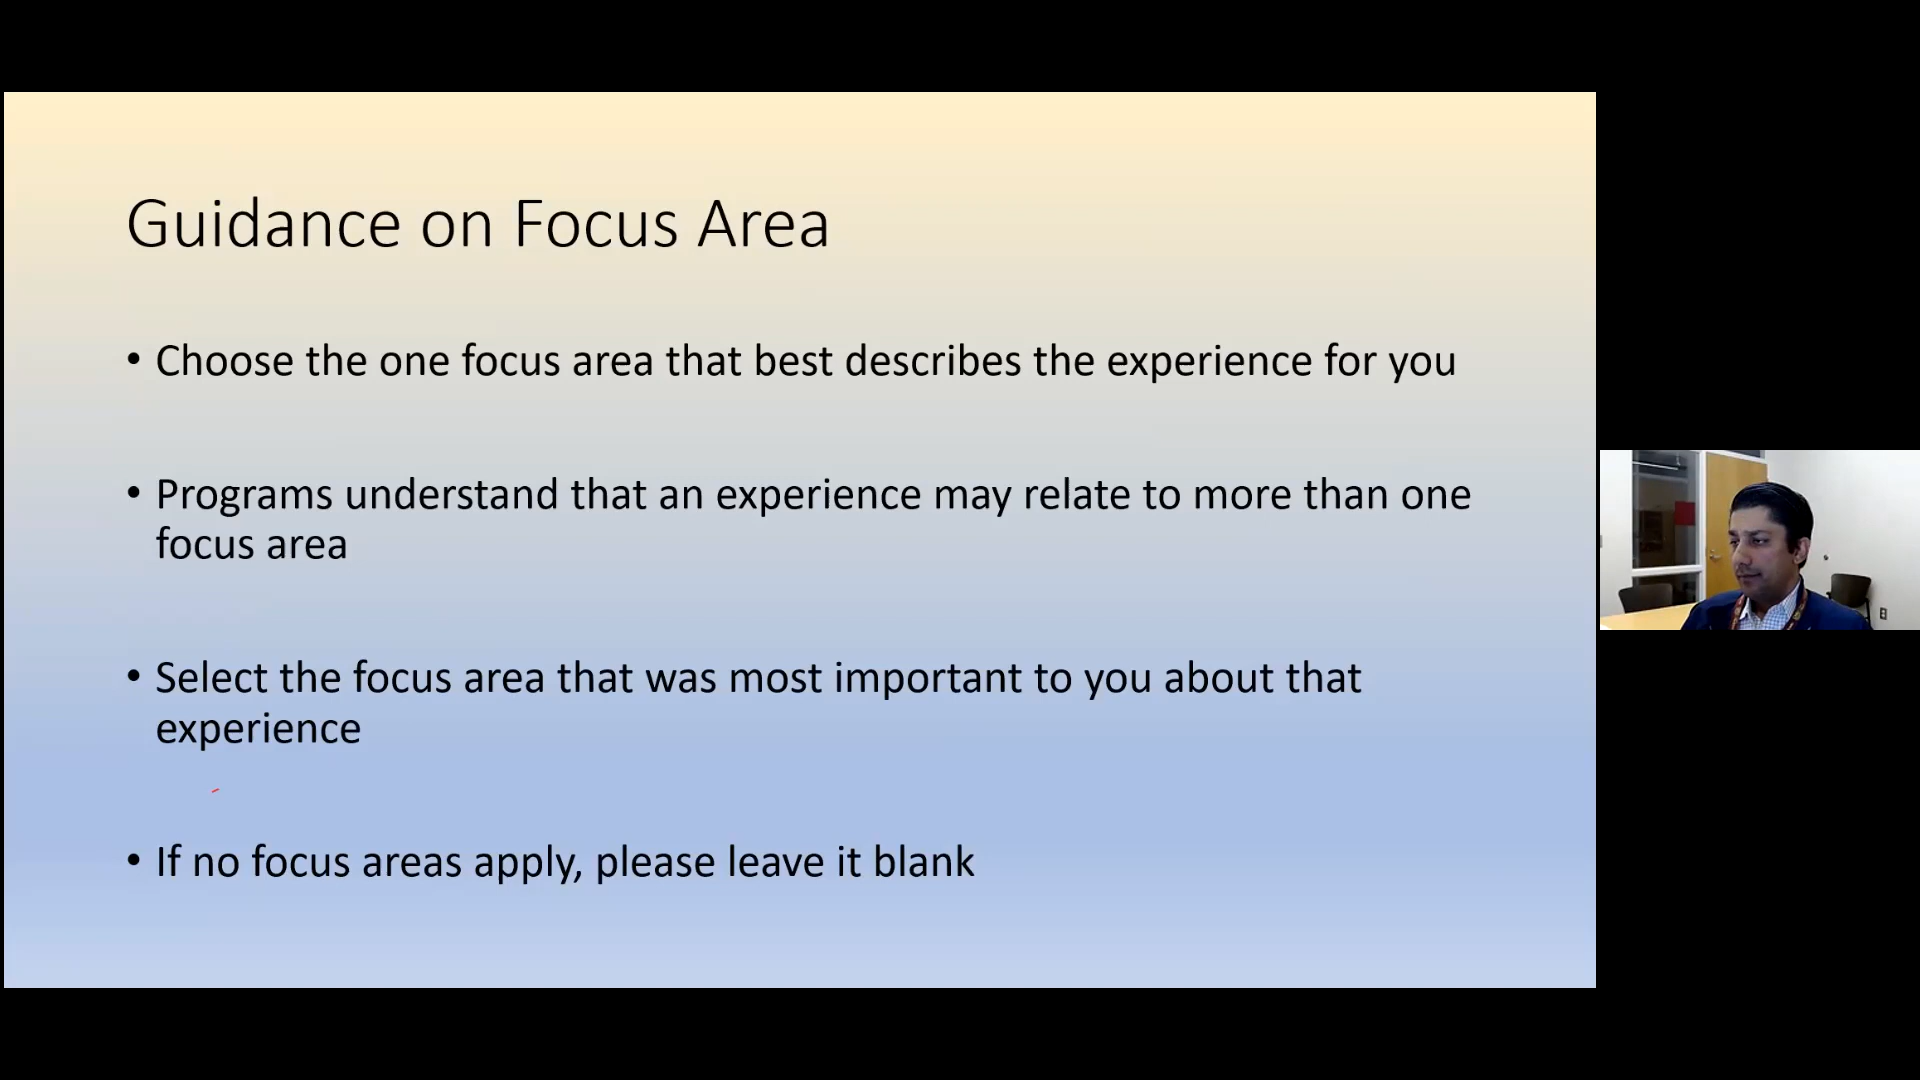 Guidance on Focus Area
• Choose the one focus area that best describes the experience for you
• Programs understand that an experience may relate to more than one
focus area
• Select the focus area that was most important to you about that
experience
• If no focus areas apply, please leave it blank